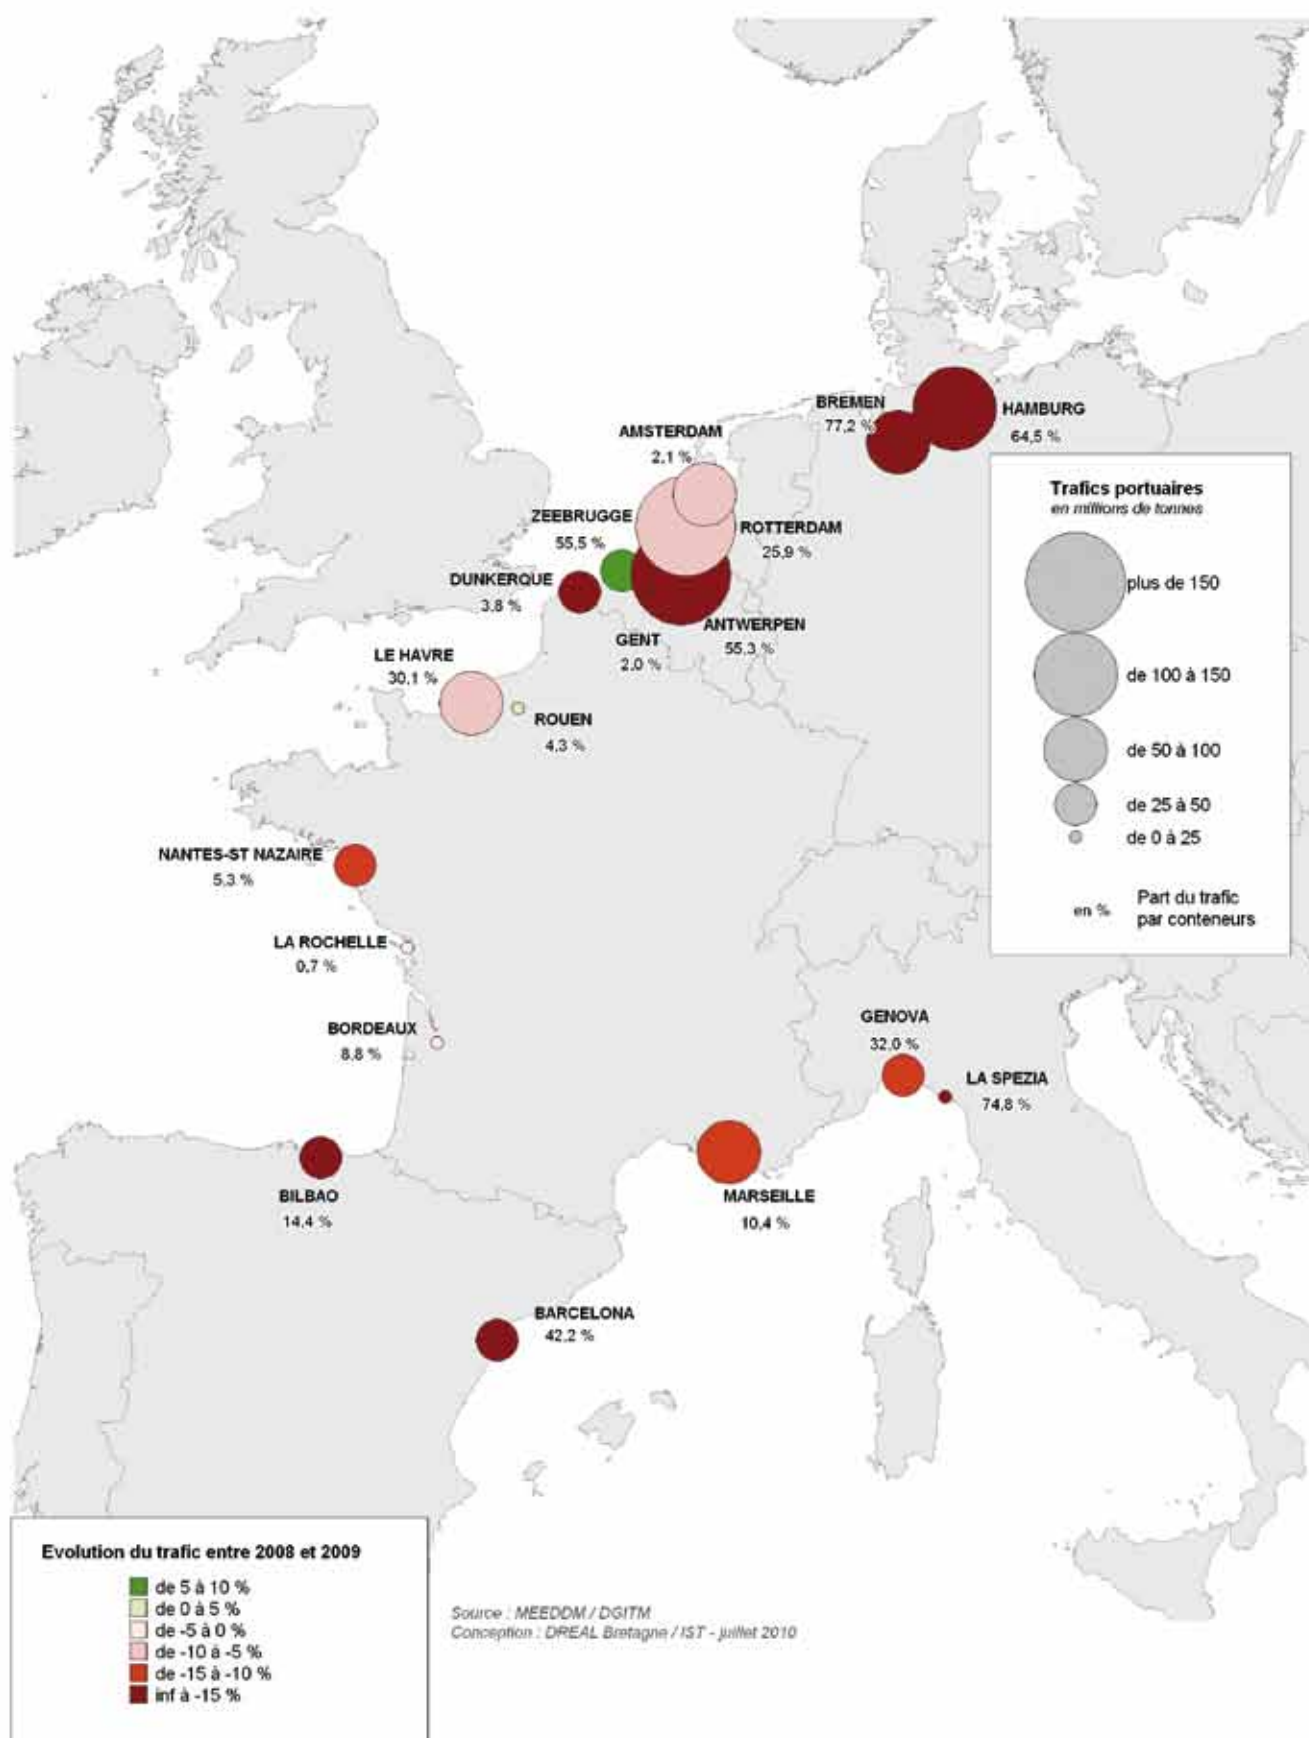 BREMEN
77,2 %
HAMBURG
64,5 %
AMSTERDAM
2,1 %
ZEEBRUGGE
55,5 %
ROTTERDAM
25,9 %
DUNKERQUE
3,8 %
ANTWERPEN
55,3 %
GENT
2,0 %
LE HAVRE
30,1 %
ROUEN
4,3 %
NANTES-ST NAZAIRE
5,3 %
LA ROCHELLE
0,7 %
BORDEAUX
8,8 %
GENOVA
32,0 %
LA SPEZIA
74,8 %
BILBAO
14,4 %
MARSEILLE
10,4 %
BARCELONA
42,2 %
Trafics portuaires
en millions de tonnes
plus de 150
de 100 à 150
de 50 à 100
de 25 à 50
de 0 à 25
en % Part du trafic
par conteneurs
Evolution du trafic entre 2008 et 2009
de 5 à 10 %
de 0 à 5 %
de -5 à 0 %
de -10 à -5 %
de -15 à -10 %
inf à -15 %
Source : MEEDDM / DGITM
Conception : DREAL Bretagne / IST - juillet 2010